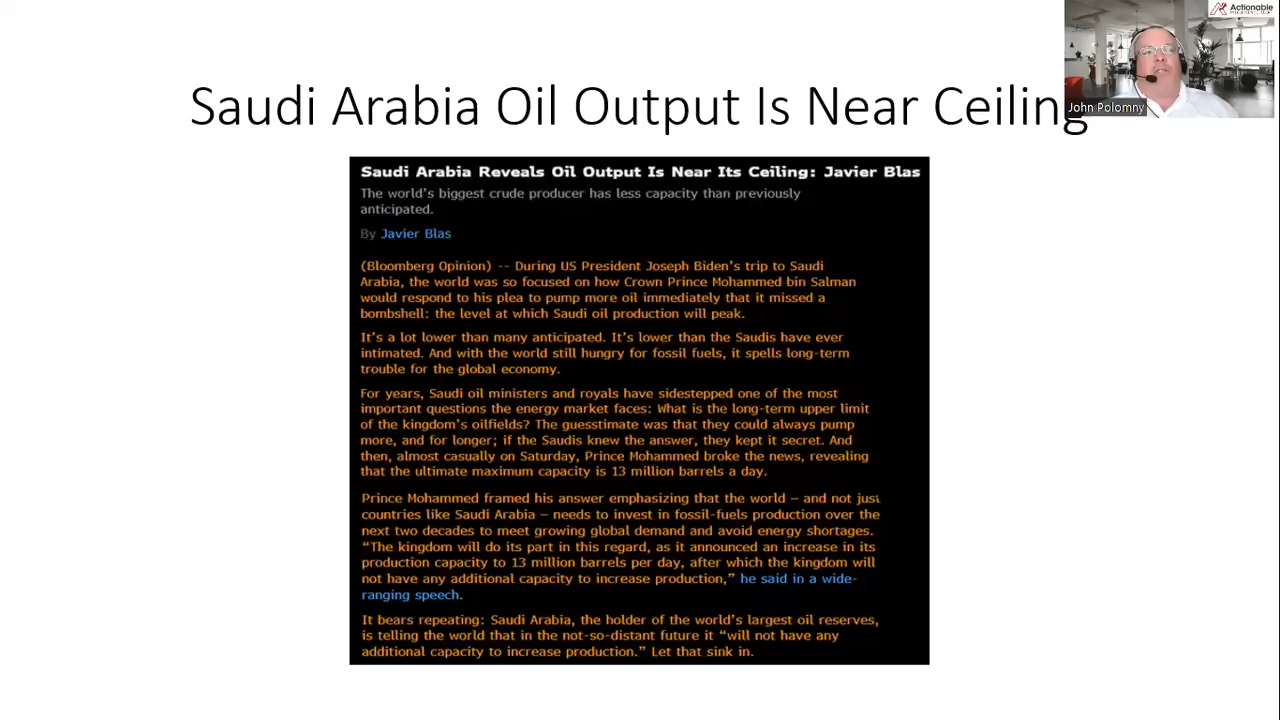 Actionable
John Polomny
Saudi Arabia Oil Output Is Near Ceiling
Saudi Arabia Reveals Oil Output Is Near Its Ceiling: Javier Blas
The world's biggest crude producer has less capacity than previously
anticipated.
By Javier Blas
(Bloomberg Opinion) -- During US President Joseph Biden's trip to Saudi
Arabia, the world was so focused on how Crown Prince Mohammed bin Salman
would respond to his plea to pump more oil immediately that it missed a
bombshell: the level at which Saudi oil production will peak.
It's a lot lower than many anticipated. It's lower than the Saudis have ever
intimated. And with the world still hungry for fossil fuels, it spells long-term
trouble for the global economy.
For years, Saudi oil ministers and royals have sidestepped one of the most
important questions the energy market faces: What is the long-term upper limit
of the kingdom's oilfields? The guesstimate was that they could always pump
more, and for longer; if the Saudis knew the answer, they kept it secret. And
then, almost casually on Saturday, Prince Mohammed broke the news, revealing
that the ultimate maximum capacity is 13 million barrels a day.
Prince Mohammed framed his answer emphasizing that the world – and not just
countries like Saudi Arabia – needs to invest in fossil-fuels production over the
next two decades to meet growing global demand and avoid energy shortages.
“The kingdom will do its part in this regard, as it announced an increase in its
production capacity to 13 million barrels per day, after which the kingdom will
not have any additional capacity to increase production,” he said in a wide-
ranging speech.
It bears repeating: Saudi Arabia, the holder of the world's largest oil reserves,
is telling the world that in the not-so-distant future it “will not have any
additional capacity to increase production.” Let that sink in.